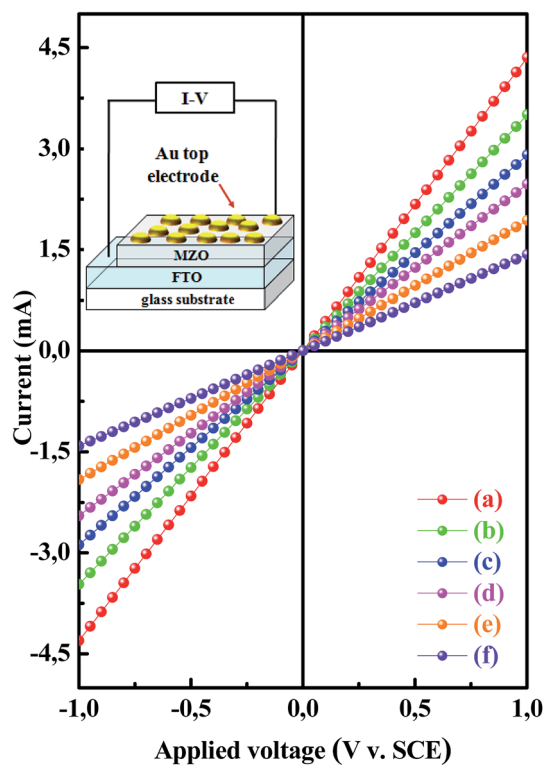 4,5
3,0
1,5
0,0
-1,5
-3,0
-4,5
Current (mA)
I-V
Au top
electrode
MZO
FTO
glass substrate
(a)
(b)
(c)
(d)
(e)
(f)
-1,0 -0,5 0,0 0,5 1,0
Applied voltage (V v. SCE)